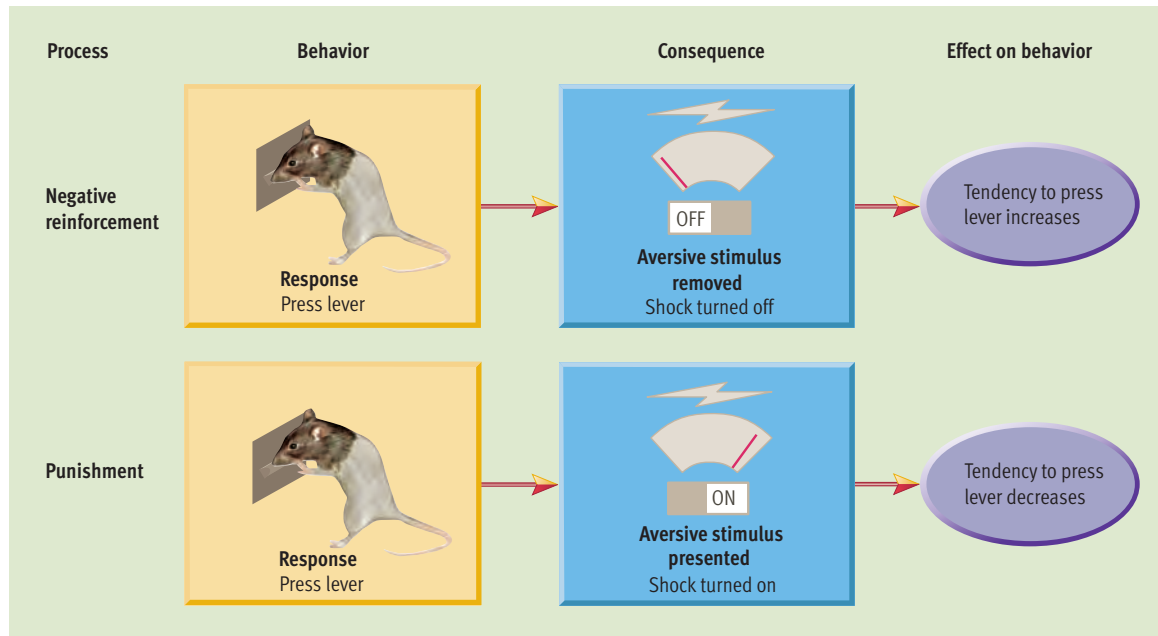 Process
Behavior
Consequence
Effect on behavior
Negative
reinforcement
Response
Press lever
OFF
Aversive stimulus
removed
Shock turned off
Tendency to press
lever increases
Punishment
Response
Press lever
ON
Aversive stimulus
presented
Shock turned on
Tendency to press
lever decreases